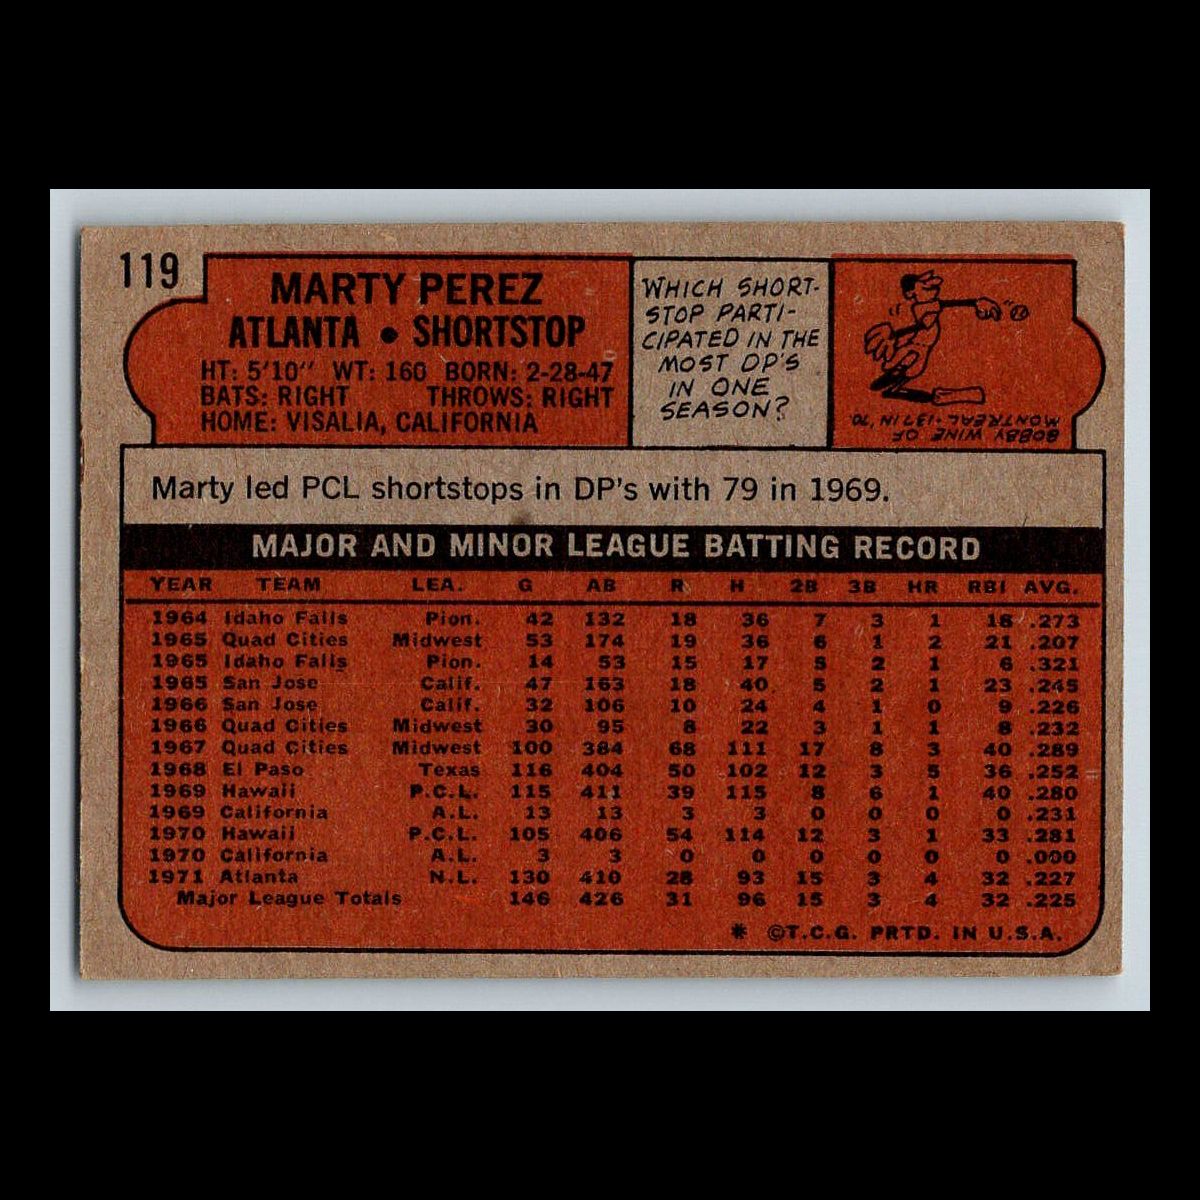 119
MARTY PEREZ
ATLANTA • SHORTSTOP
HT: 5'10" WT: 160 BORN: 2-28-47
BATS: RIGHT THROWS: RIGHT
HOME: VISALIA, CALIFORNIA
WHICH SHORT-
STOP PARTI-
CIPATED IN THE
MOST DP'S
IN ONE
SEASON?
BOBBY WINE OF
MONTREAL-137 IN '70.
Marty led PCL shortstops in DP's with 79 in 1969.
MAJOR AND MINOR LEAGUE BATTING RECORD
YEAR TEAM LEA. G AB R H 2B 3B HR RBI AVG.
1964 Idaho Falls Pion. 42 132 18 36 7 3 1 18 .273
1965 Quad Cities Midwest 53 174 19 36 6 1 2 21 .207
1965 Idaho Falls Pion. 14 53 15 17 5 2 1 6 .321
1965 San Jose Calif. 47 163 18 40 5 2 1 23 .245
1966 San Jose Calif. 32 106 10 24 4 1 0 9 .226
1966 Quad Cities Midwest 30 95 8 22 3 1 1 8 .232
1967 Quad Cities Midwest 100 384 68 111 17 8 3 40 .289
1968 El Paso Texas 116 404 50 102 12 3 5 36 .252
1969 Hawaii P.C.L. 115 411 39 115 8 6 1 40 .280
1969 California A.L. 13 13 3 3 0 0 0 0 .231
1970 Hawaii P.C.L. 105 406 54 114 12 3 1 33 .281
1970 California A.L. 3 3 0 0 0 0 0 0 .000
1971 Atlanta N.L. 130 410 28 93 15 3 4 32 .227
Major League Totals 146 426 31 96 15 3 4 32 .225
* ©T.C.G. PRTD. IN U.S.A.